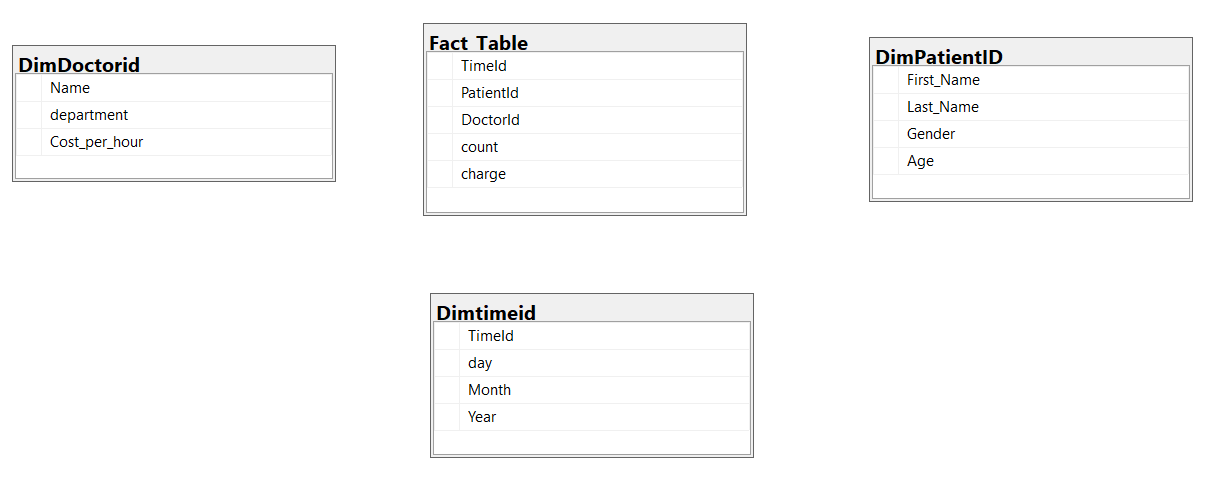 DimDoctorid
Name
department
Cost_per_hour
Fact_Table
TimeId
PatientId
DoctorId
count
charge
DimPatientID
First_Name
Last_Name
Gender
Age
Dimtimeid
TimeId
day
Month
Year